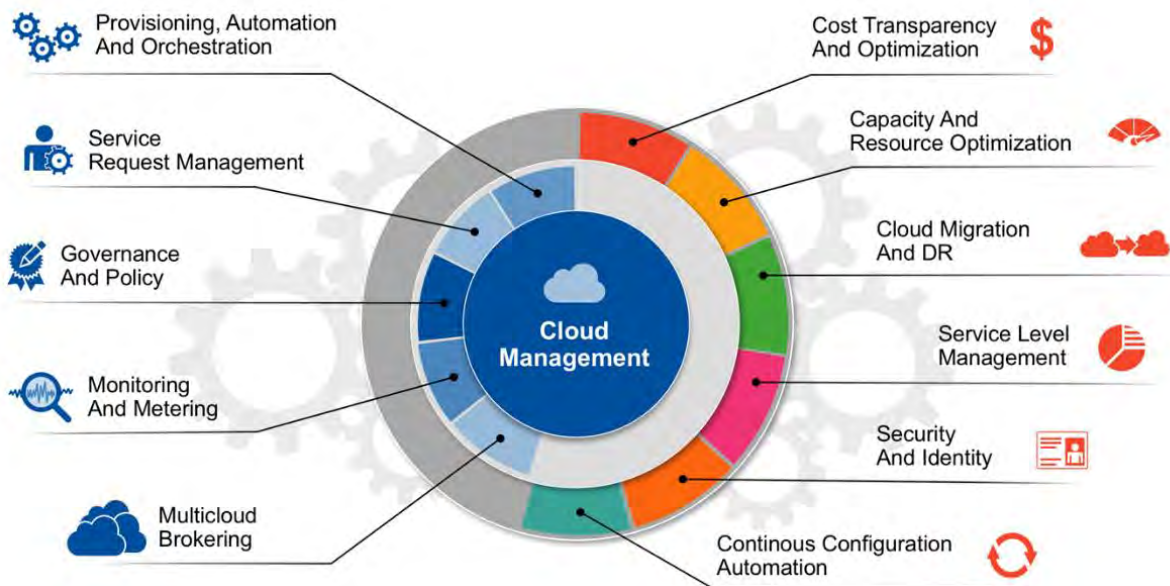 Provisioning, Automation
And Orchestration
Service
Request Management
Governance
And Policy
Monitoring
And Metering
Multicloud
Brokering
Cloud
Management
Cost Transparency
And Optimization
$
Capacity And
Resource Optimization
Cloud Migration
And DR
Service Level
Management
Security
And Identity
Continous Configuration
Automation